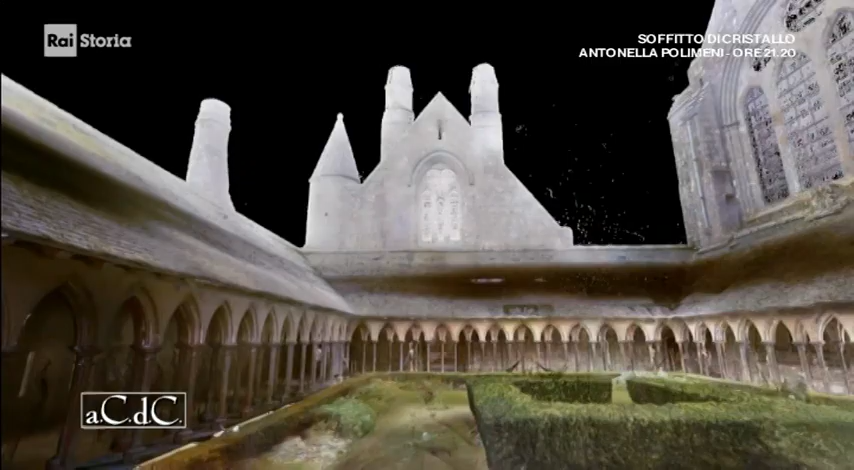 Rai Storia
SOFFITTO DI CRISTALLO
ANTONELLA POLIMENI - ORE 21.20
a.C.d.C.